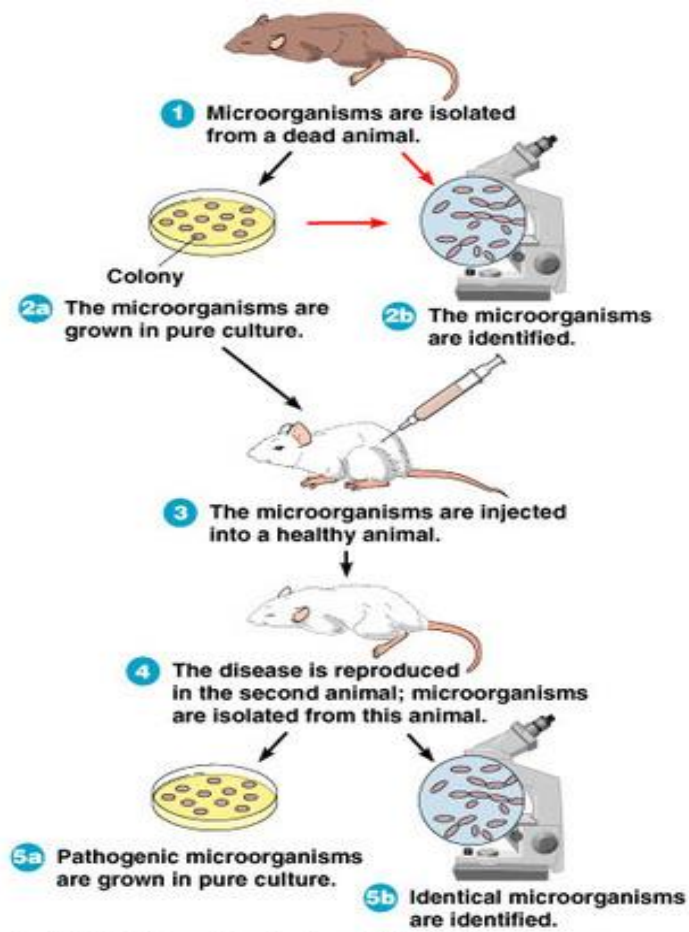 1 Microorganisms are isolated
from a dead animal.
Colony
2a The microorganisms are
grown in pure culture.
2b The microorganisms
are identified.
3 The microorganisms are injected
into a healthy animal.
4 The disease is reproduced
in the second animal; microorganisms
are isolated from this animal.
5a Pathogenic microorganisms
are grown in pure culture.
5b Identical microorganisms
are identified.